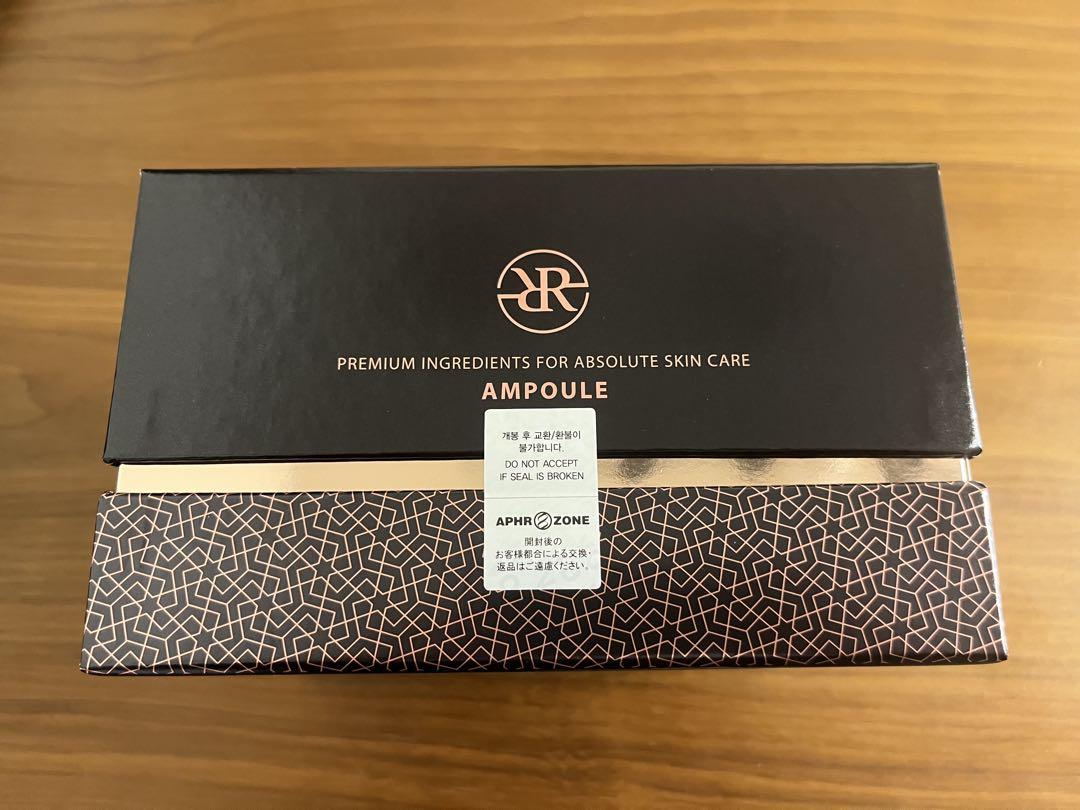 RR
PREMIUM INGREDIENTS FOR ABSOLUTE SKIN CARE
AMPOULE
개봉 후 교환/환불이
불가합니다.
DO NOT ACCEPT
IF SEAL IS BROKEN
APHROZONE
開封後の
お客様都合による交換・
返品はご遠慮ください。